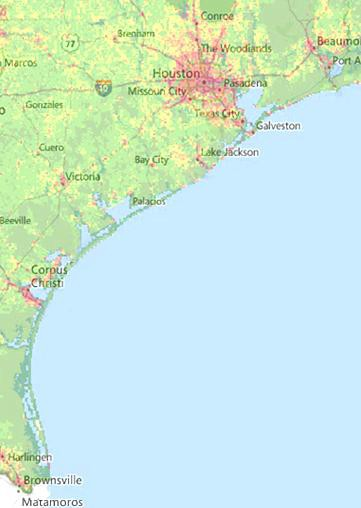 Conroe
Brenham
77
The Woodlands
Beaumo
Marcos
Houston
Port A
10
Pasadena
Missouri City
Gonzales
Texas City
Galveston
Cuero
Lake Jackson
Bay City
Victoria
Palacios
Beeville
Corpus
Christi
Harlingen
Brownsville
Matamoros